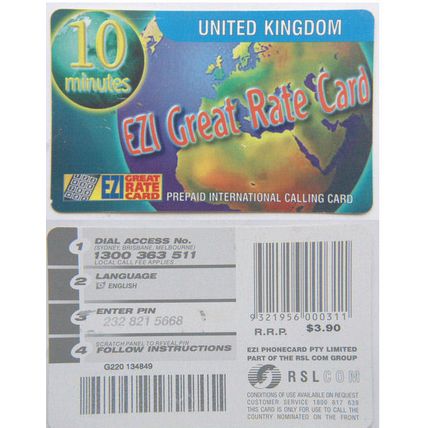 10
minutes
UNITED KINGDOM
EZI Great Rate Card
EZI GREAT
RATE
CARD
PREPAID INTERNATIONAL CALLING CARD
1 DIAL ACCESS No.
(SYDNEY, BRISBANE, MELBOURNE)
1300 363 511
LOCAL CALL FEE APPLIES
2 LANGUAGE
ENGLISH
3 ENTER PIN
232 821 5668
SCRATCH PANEL TO REVEAL PIN
4 FOLLOW INSTRUCTIONS
G220 134849
9 321956 000311
R.R.P. $3.90
EZI PHONECARD PTY LIMITED
PART OF THE RSL COM GROUP
RSLCOM
CONDITIONS OF USE AVAILABLE ON REQUEST
CUSTOMER SERVICE 1800 817 639
THIS CARD IS ONLY FOR USE TO CALL THE
COUNTRY NOMINATED ON THE FRONT